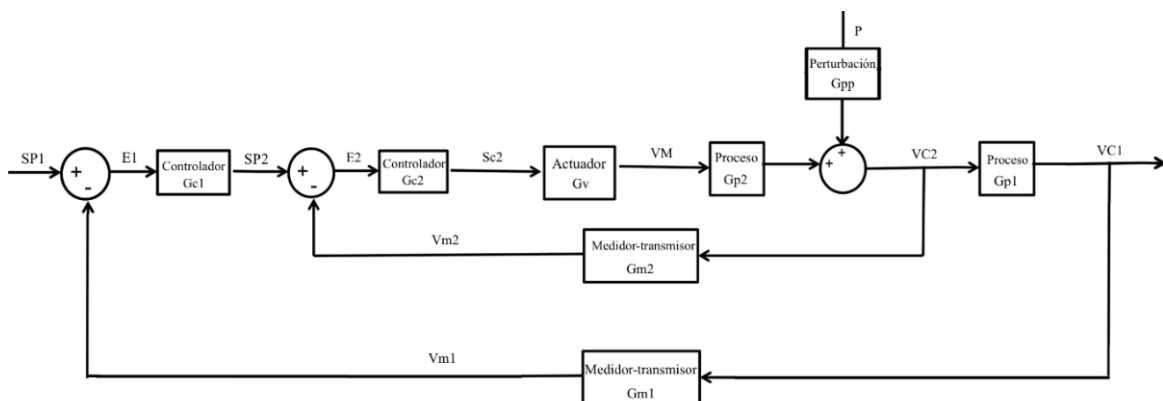 P
Perturbación
Gpp
SP1
+
-
E1
Controlador
Gc1
SP2
+
-
E2
Controlador
Gc2
Sc2
Actuador
Gv
VM
Proceso
Gp2
+
+
VC2
Proceso
Gp1
VC1
Vm2
Medidor-transmisor
Gm2
Vm1
Medidor-transmisor
Gm1